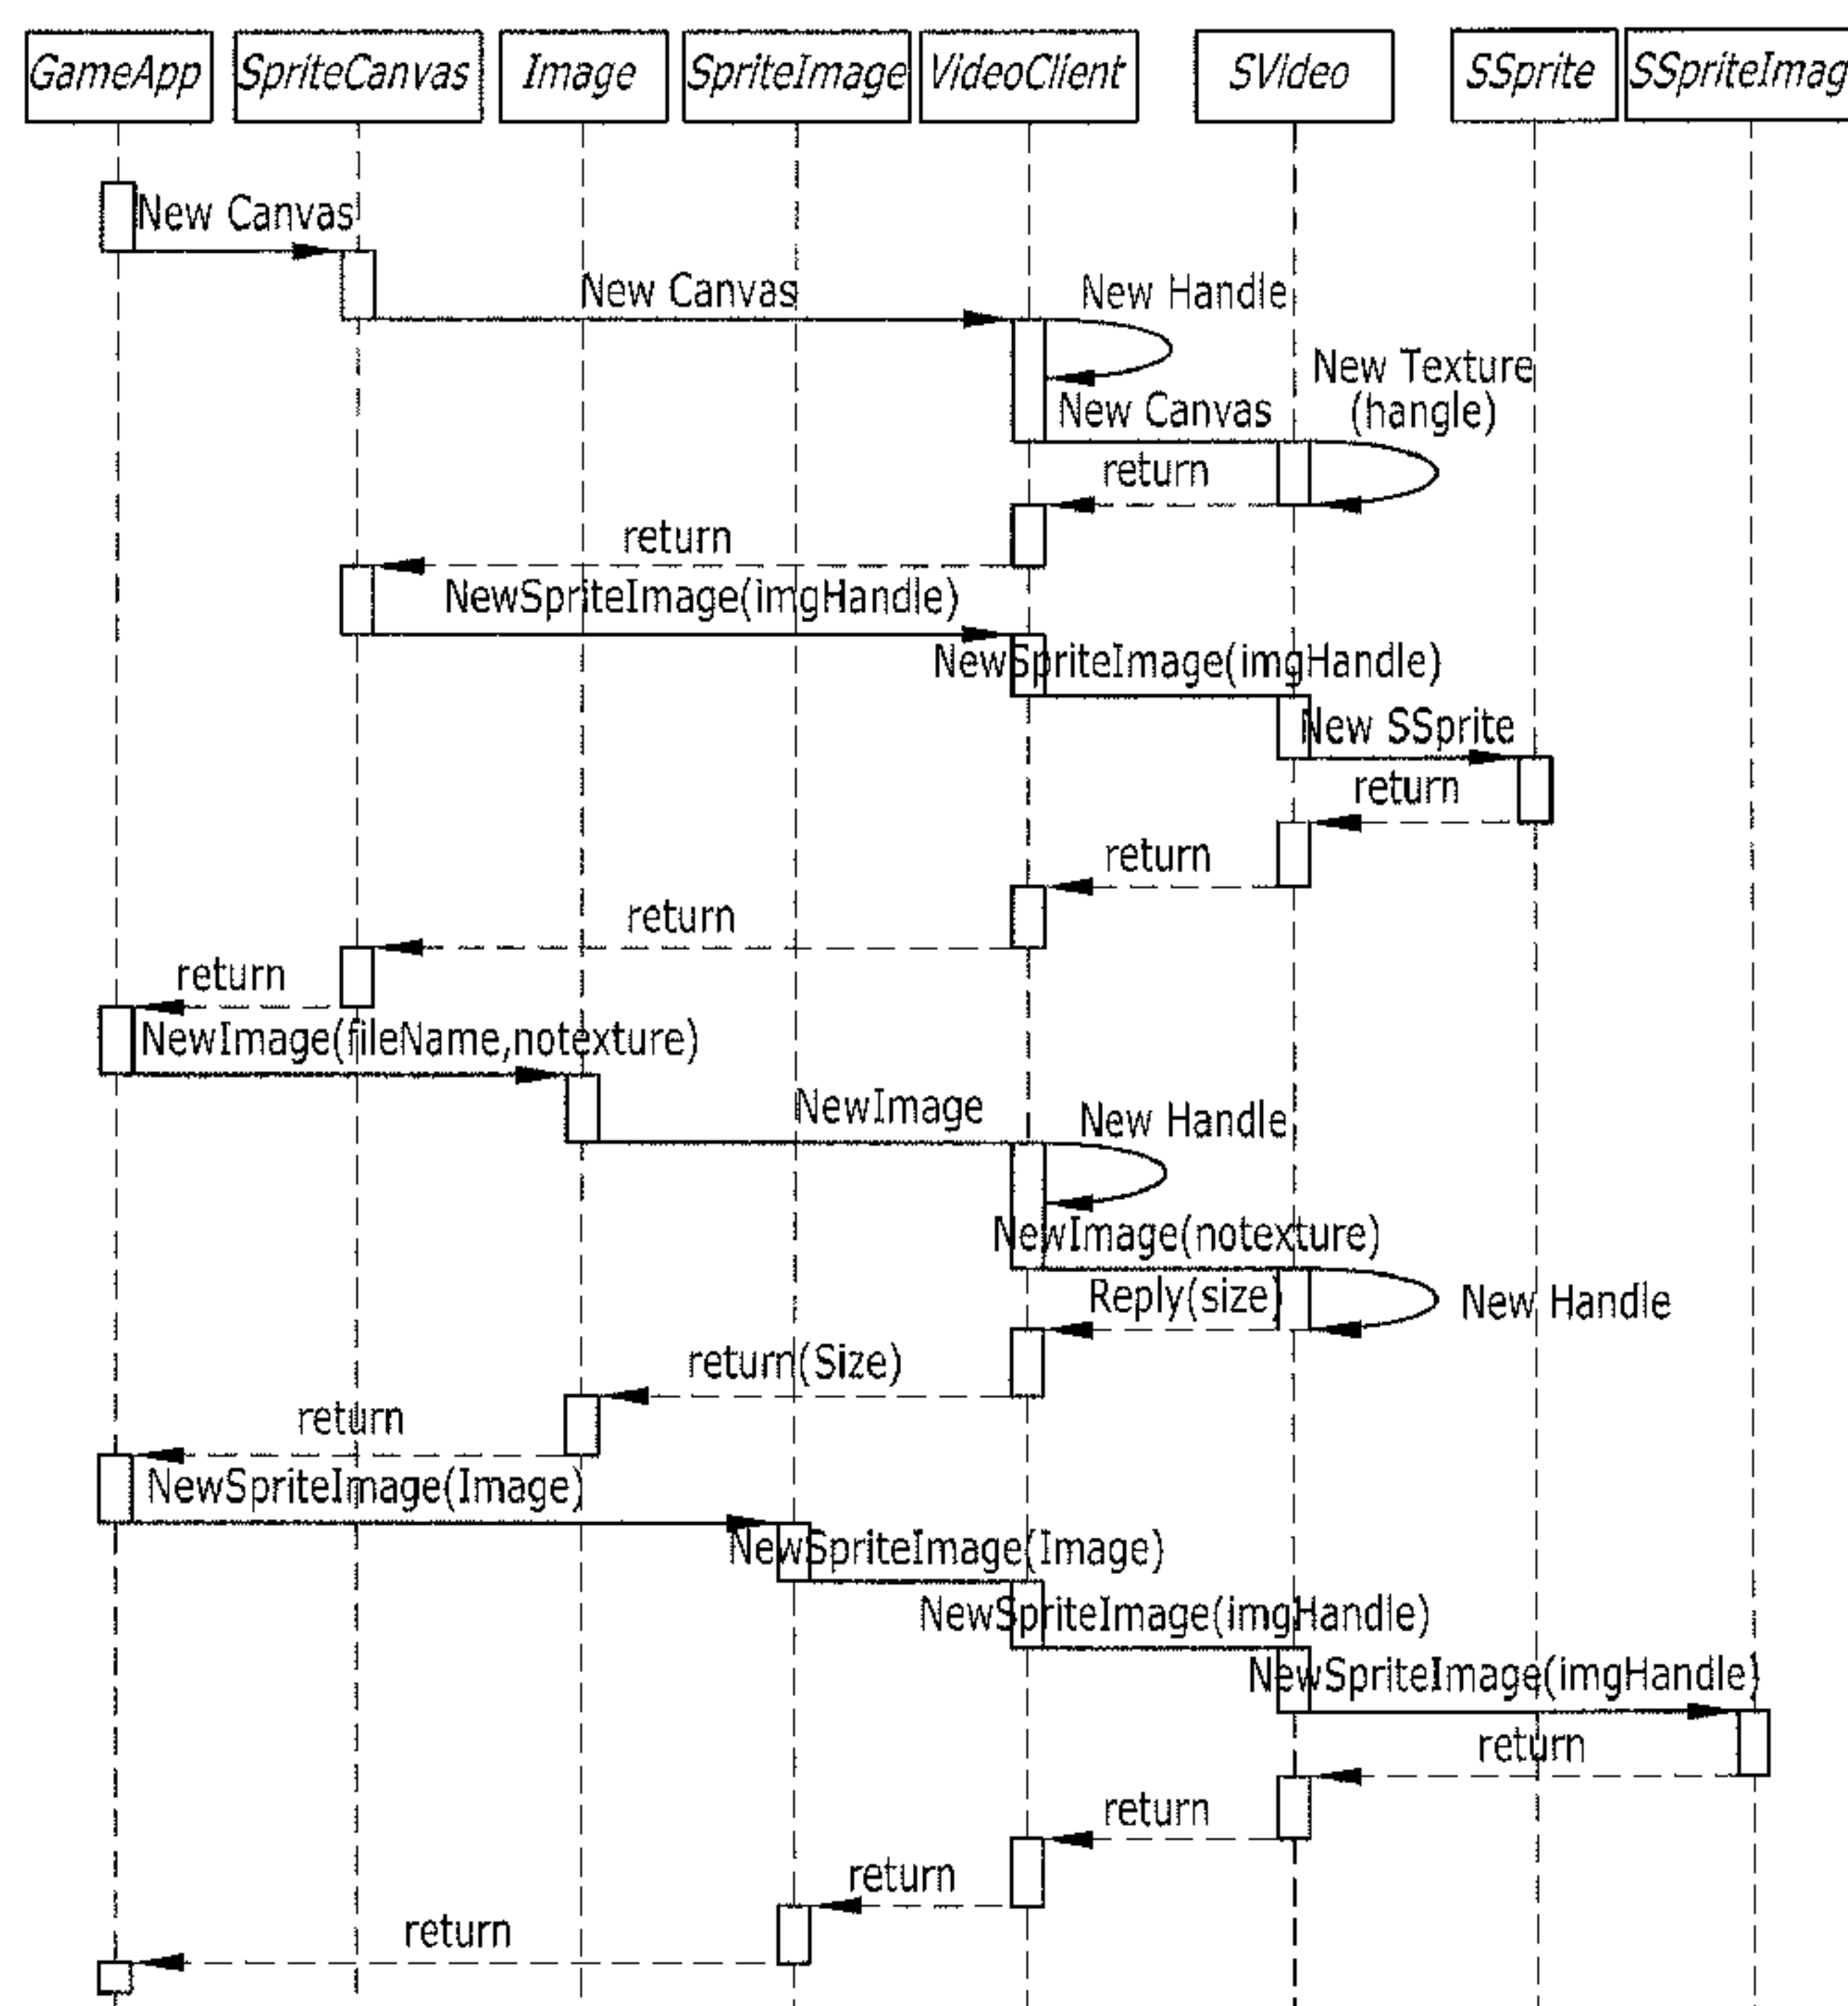 GameApp SpriteCanvas Image SpriteImage VideoClient SVideo SSprite SSpriteImag
New Canvas
New Canvas
New Handle
New Texture
(hangle)
New Canvas
return
return
NewSpriteImage(imgHandle)
NewSpriteImage(imgHandle)
New SSprite
return
return
return
return
NewImage(fileName,notexture)
NewImage
New Handle
NewImage(notexture)
Reply(size)
New Handle
return(Size)
return
NewSpriteImage(Image)
NewSpriteImage(Image)
NewSpriteImage(imgHandle)
NewSpriteImage(imgHandle)
return
return
return
return